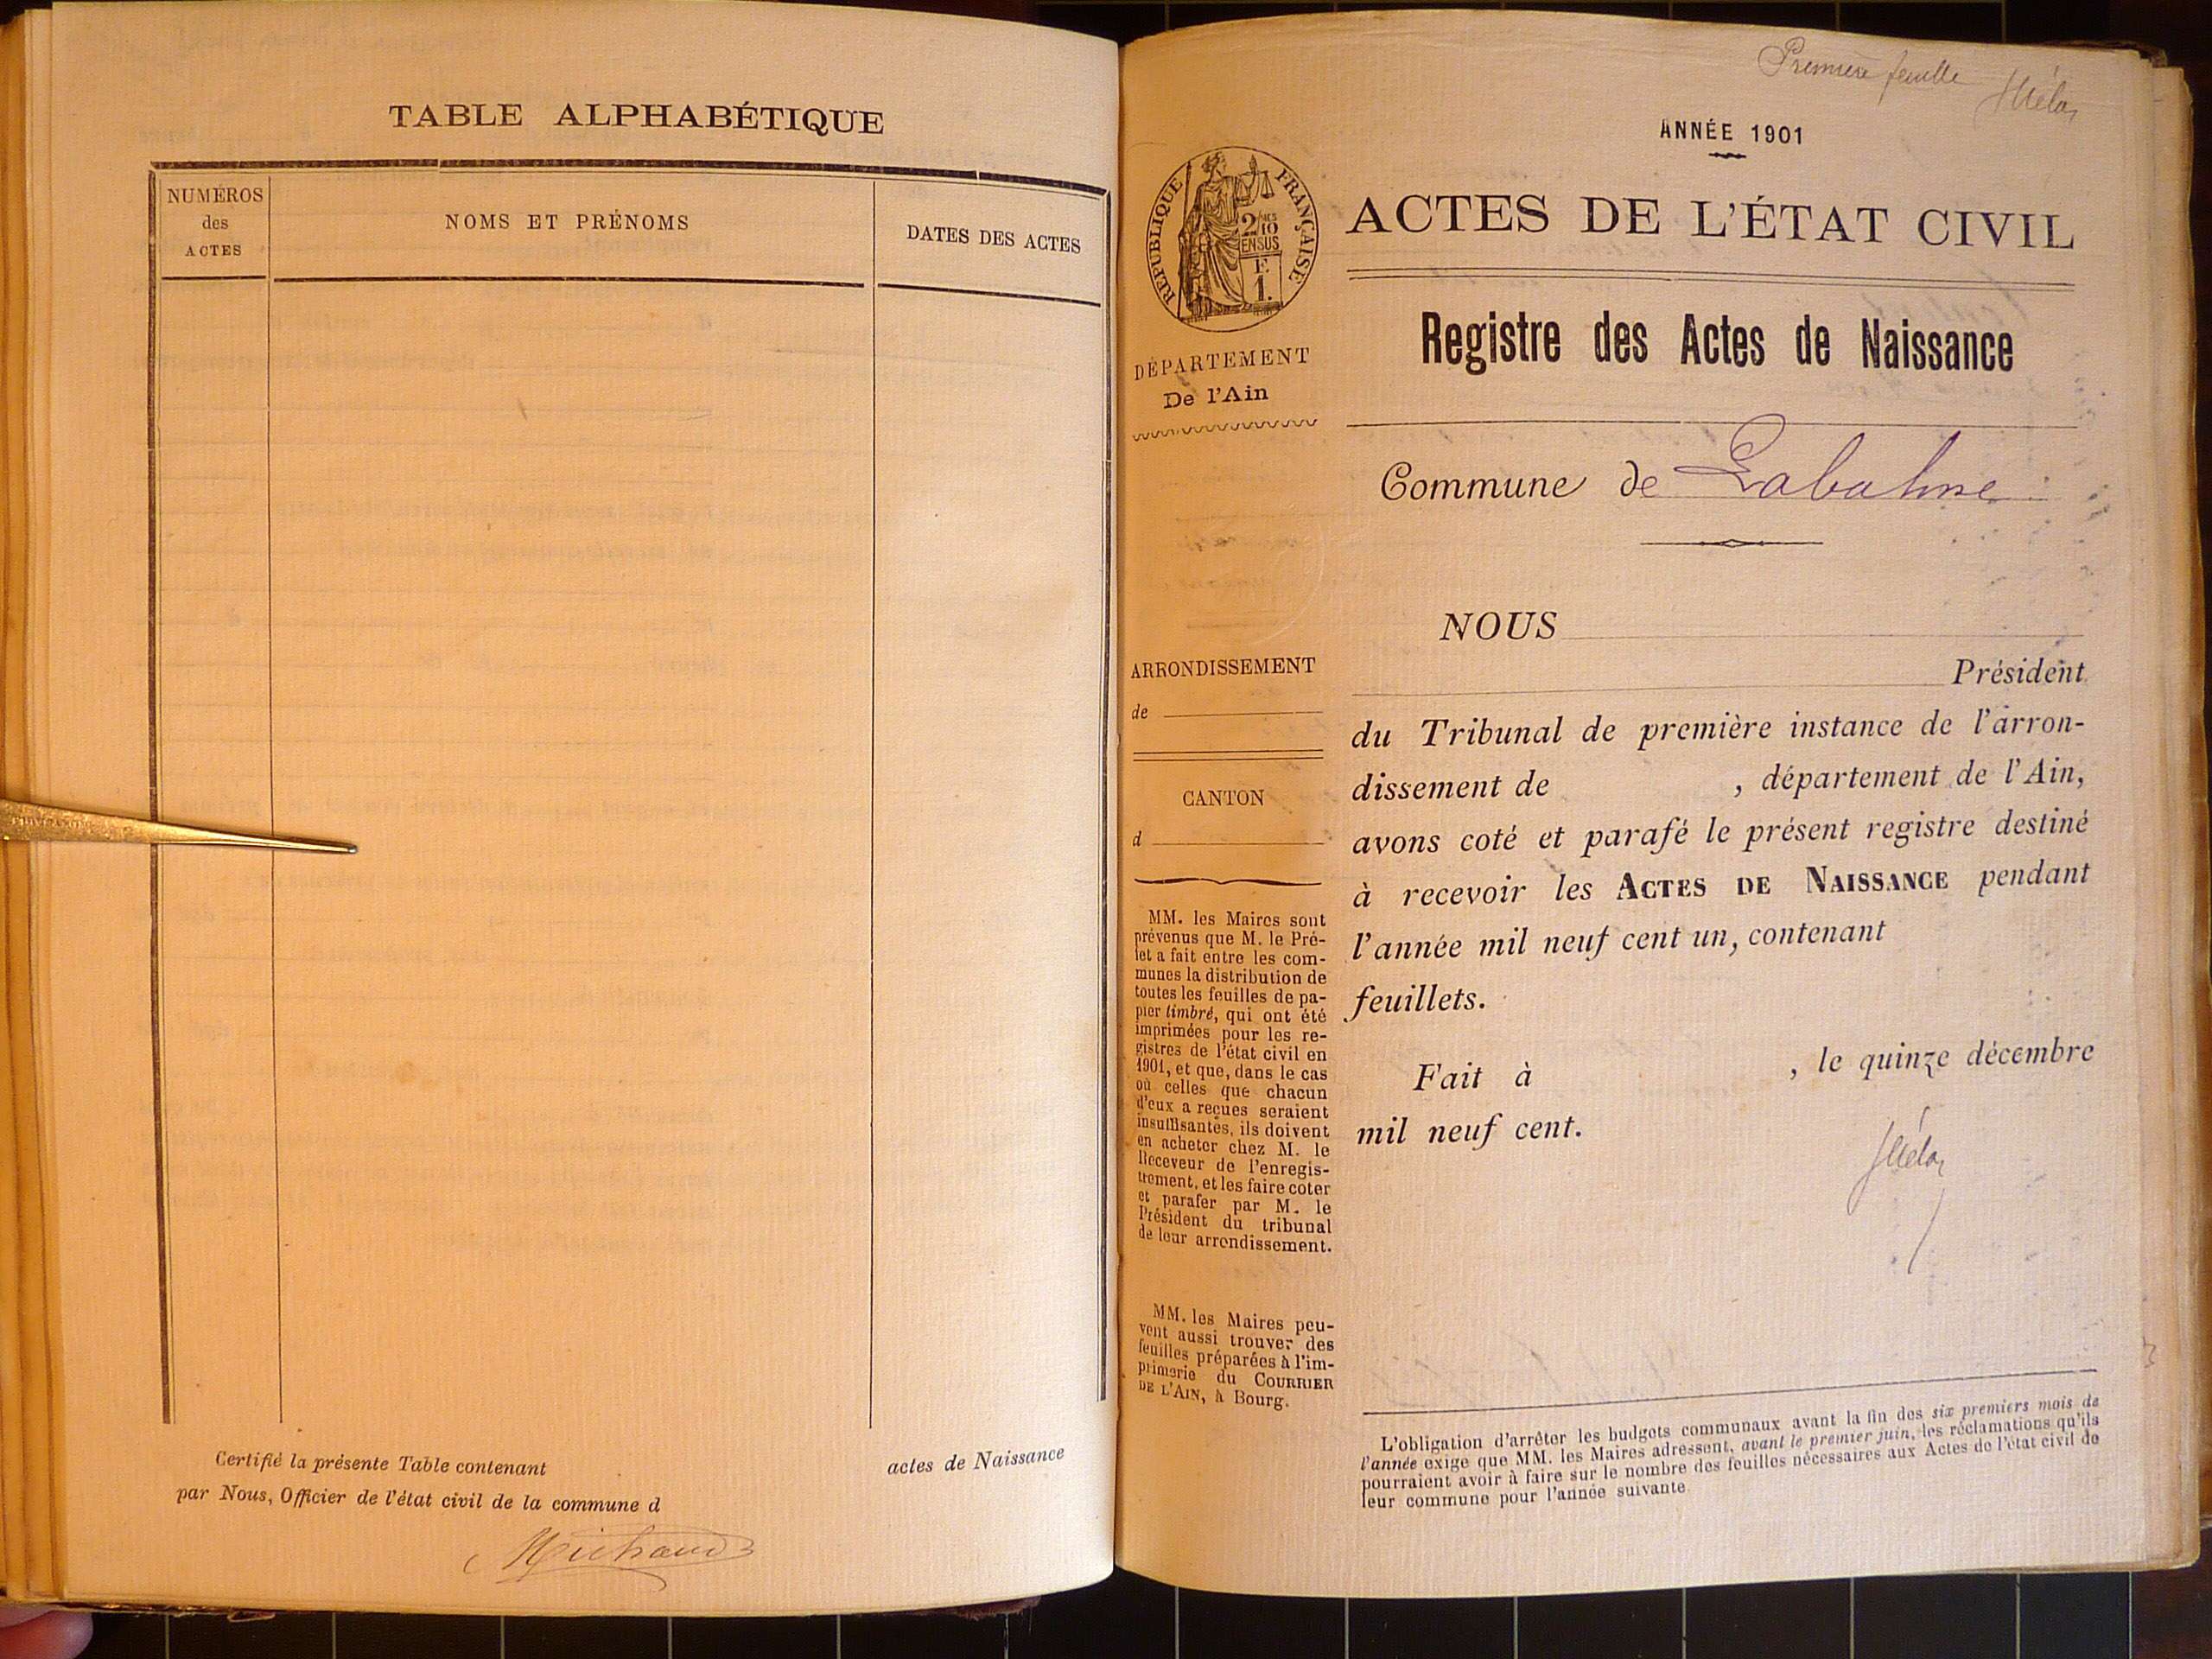 TABLE ALPHABÉTIQUE
NUMÉROS
des
ACTES
NOMS ET PRÉNOMS
DATES DES ACTES
Certifié la présente Table contenant
actes de Naissance
par Nous, Officier de l'état civil de la commune d
Michaud
Première feuille
ANNÉE 1901
RÉPUBLIQUE FRANÇAISE
2/10
EN SUS
E
1.
ACTES DE L'ÉTAT CIVIL
Registre des Actes de Naissance
DÉPARTEMENT
De l'Ain
Commune de Labalme
NOUS
Président
du Tribunal de première instance de l'arron-
dissement de , département de l'Ain,
avons coté et parafé le présent registre destiné
à recevoir les ACTES DE NAISSANCE pendant
l'année mil neuf cent un, contenant
feuillets.
Fait à , le quinze décembre
mil neuf cent.
ARRONDISSEMENT
de
CANTON
d
MM. les Maires sont
prévenus que M. le Pré-
fet a fait entre les com-
munes la distribution de
toutes les feuilles de pa-
pier timbré, qui ont été
imprimées pour les re-
gistres de l'état civil en
1901, et que, dans le cas
où celles que chacun
d'eux a reçues seraient
insuffisantes, ils doivent
en acheter chez M. le
Receveur de l'enregis-
trement, et les faire coter
et parafer par M. le
Président du tribunal
de leur arrondissement.
MM. les Maires peu-
vent aussi trouver des
feuilles préparées à l'im-
primerie du COURRIER
DE L'AIN, à Bourg.
L'obligation d'arrêter les budgets communaux avant la fin des six premiers mois de
l'année exige que MM. les Maires adressent, avant le premier juin, les réclamations qu'ils
pourraient avoir à faire sur le nombre des feuilles nécessaires aux Actes de l'état civil de
leur commune pour l'année suivante.